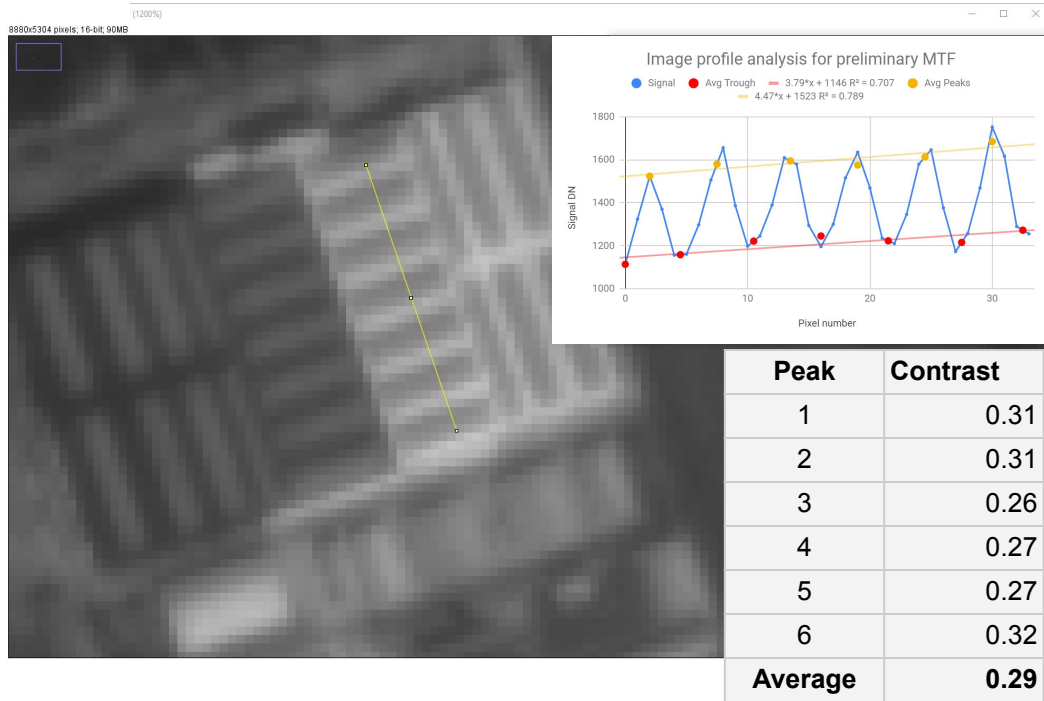 (1200%)
8880x5304 pixels; 16-bit; 90MB
Image profile analysis for preliminary MTF
Signal Avg Trough 3.79*x + 1146 R² = 0.707 Avg Peaks
4.47*x + 1523 R² = 0.789
1800
1600
1400
1200
1000
Signal DN
0 10 20 30
Pixel number
Peak Contrast
1 0.31
2 0.31
3 0.26
4 0.27
5 0.27
6 0.32
Average 0.29